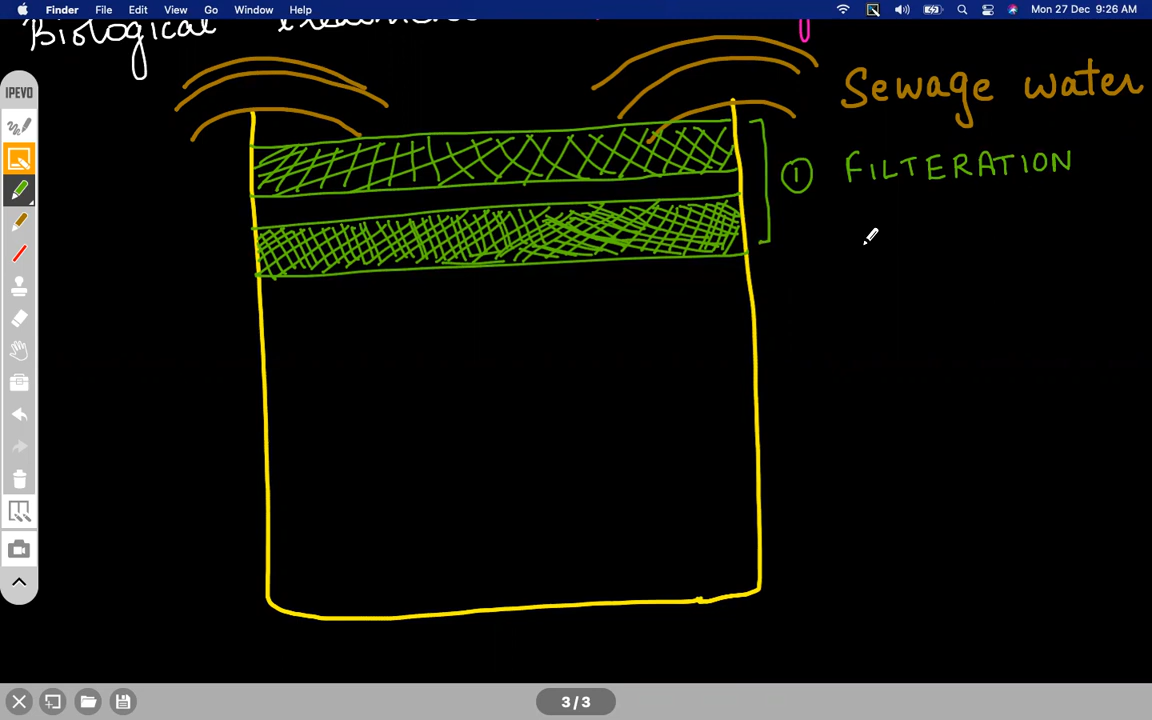 Finder File Edit View Go Window Help Mon 27 Dec 9:26 AM
Biological treatment
IPEVO
Sewage water
① FILTERATION
3/3